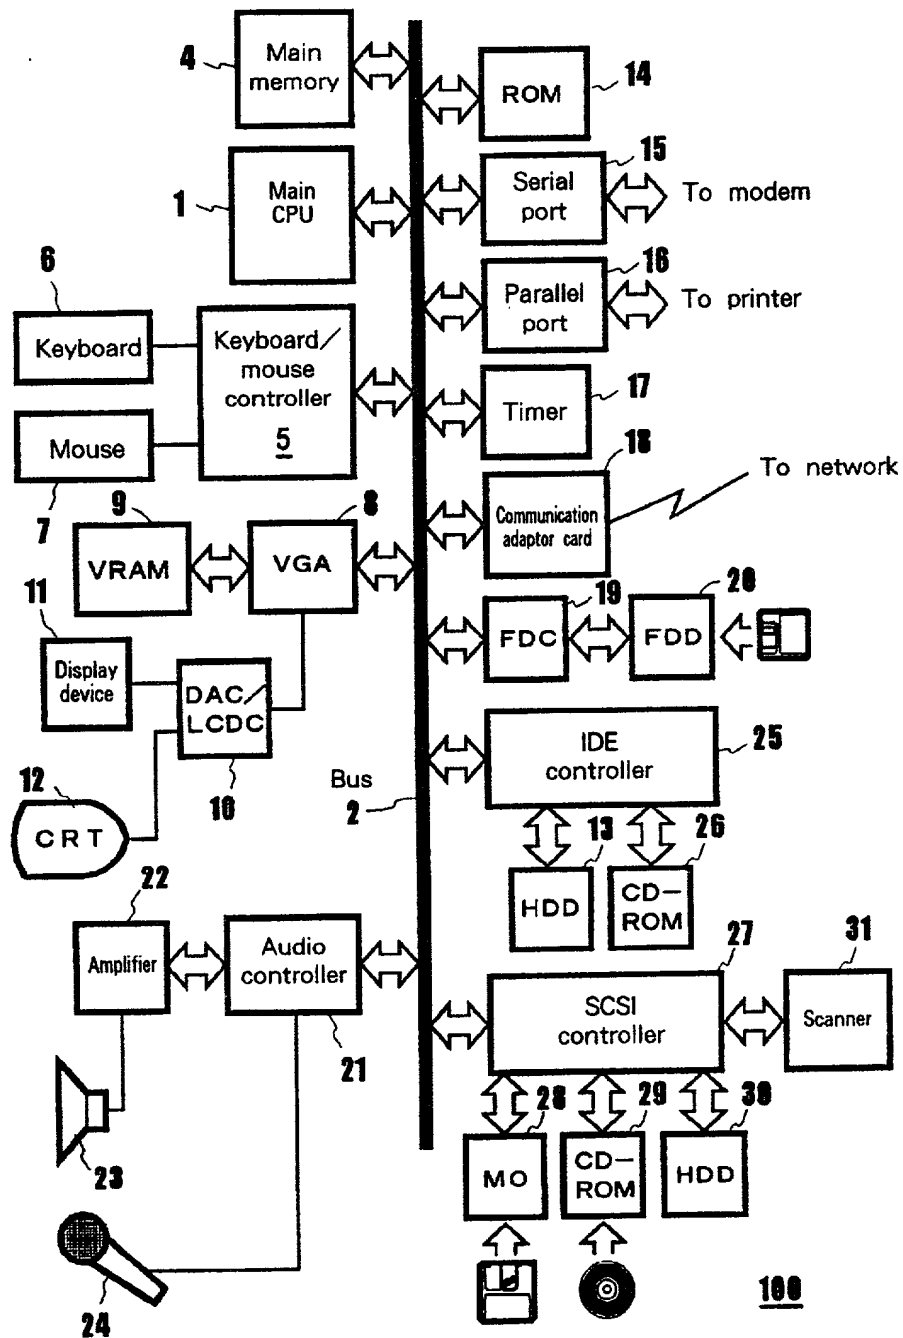 4
Main
memory
ROM
14
1
Main
CPU
15
Serial
port
To modem
6
Keyboard
Keyboard/
mouse
controller
5
16
Parallel
port
To printer
Mouse
7
17
Timer
18
Communication
adaptor card
To network
9
VRAM
8
VGA
19
FDC
20
FDD
11
Display
device
DAC/
LCDC
10
12
CRT
Bus
2
IDE
controller
25
13
HDD
26
CD-
ROM
22
Amplifier
Audio
controller
21
27
SCSI
controller
31
Scanner
23
24
28
MO
29
CD-
ROM
30
HDD
100